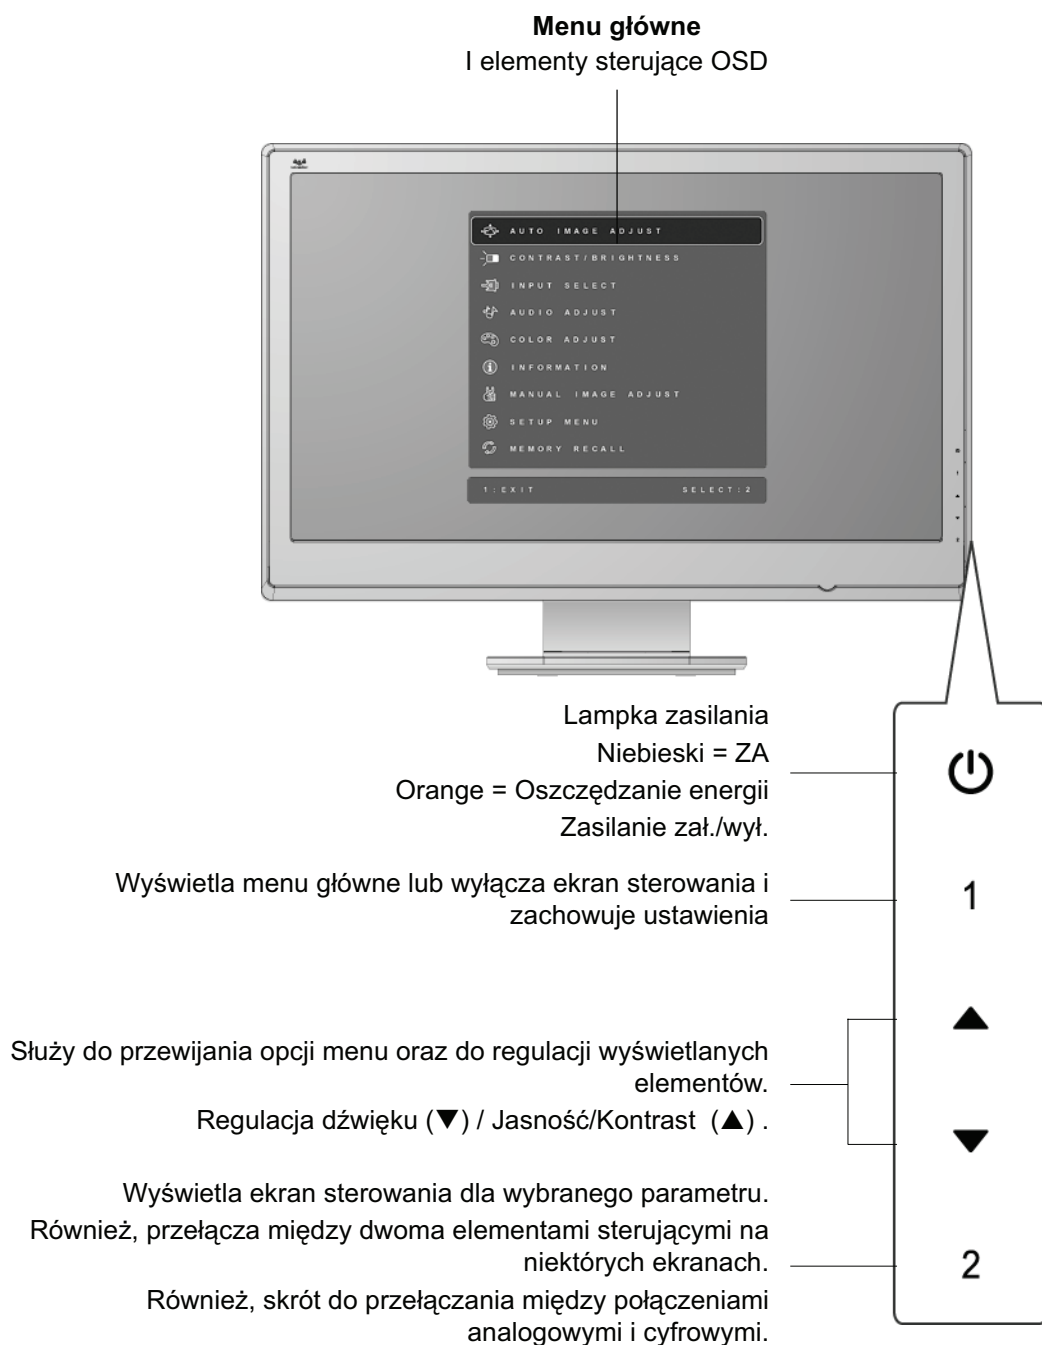 Menu główne
I elementy sterujące OSD
AUTO IMAGE ADJUST
CONTRAST/BRIGHTNESS
INPUT SELECT
AUDIO ADJUST
COLOR ADJUST
INFORMATION
MANUAL IMAGE ADJUST
SETUP MENU
MEMORY RECALL
1:EXIT SELECT:2
Lampka zasilania
Niebieski = ZA
Orange = Oszczędzanie energii
Zasilanie zał./wył.
Wyświetla menu główne lub wyłącza ekran sterowania i
zachowuje ustawienia
1
Służy do przewijania opcji menu oraz do regulacji wyświetlanych
elementów.
Regulacja dźwięku (▼) / Jasność/Kontrast (▲) .
Wyświetla ekran sterowania dla wybranego parametru.
Również, przełącza między dwoma elementami sterującymi na
niektórych ekranach.
2
Również, skrót do przełączania między połączeniami
analogowymi i cyfrowymi.